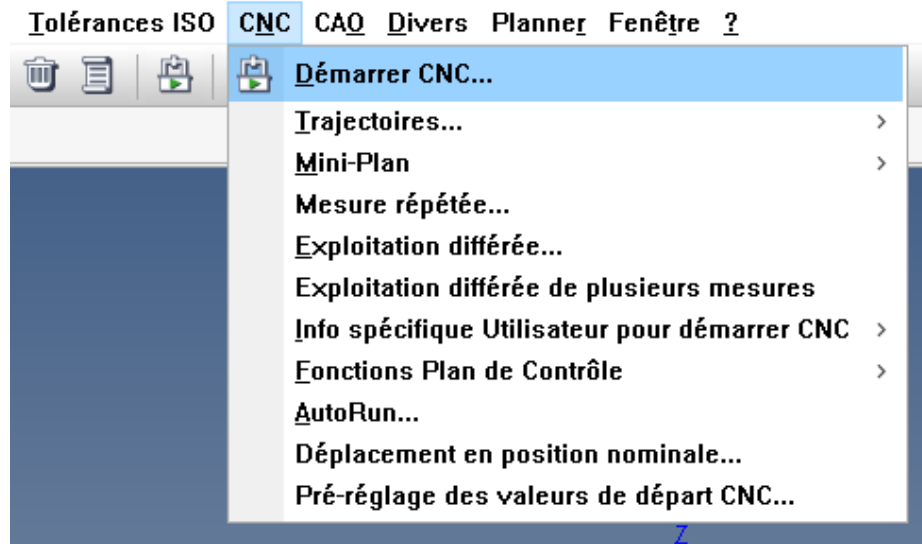 Tolérances ISO CNC CAO Divers Planner Fenêtre ?
Démarrer CNC...
Trajectoires...
Mini-Plan
Mesure répétée...
Exploitation différée...
Exploitation différée de plusieurs mesures
Info spécifique Utilisateur pour démarrer CNC
Fonctions Plan de Contrôle
AutoRun...
Déplacement en position nominale...
Pré-réglage des valeurs de départ CNC...
Z